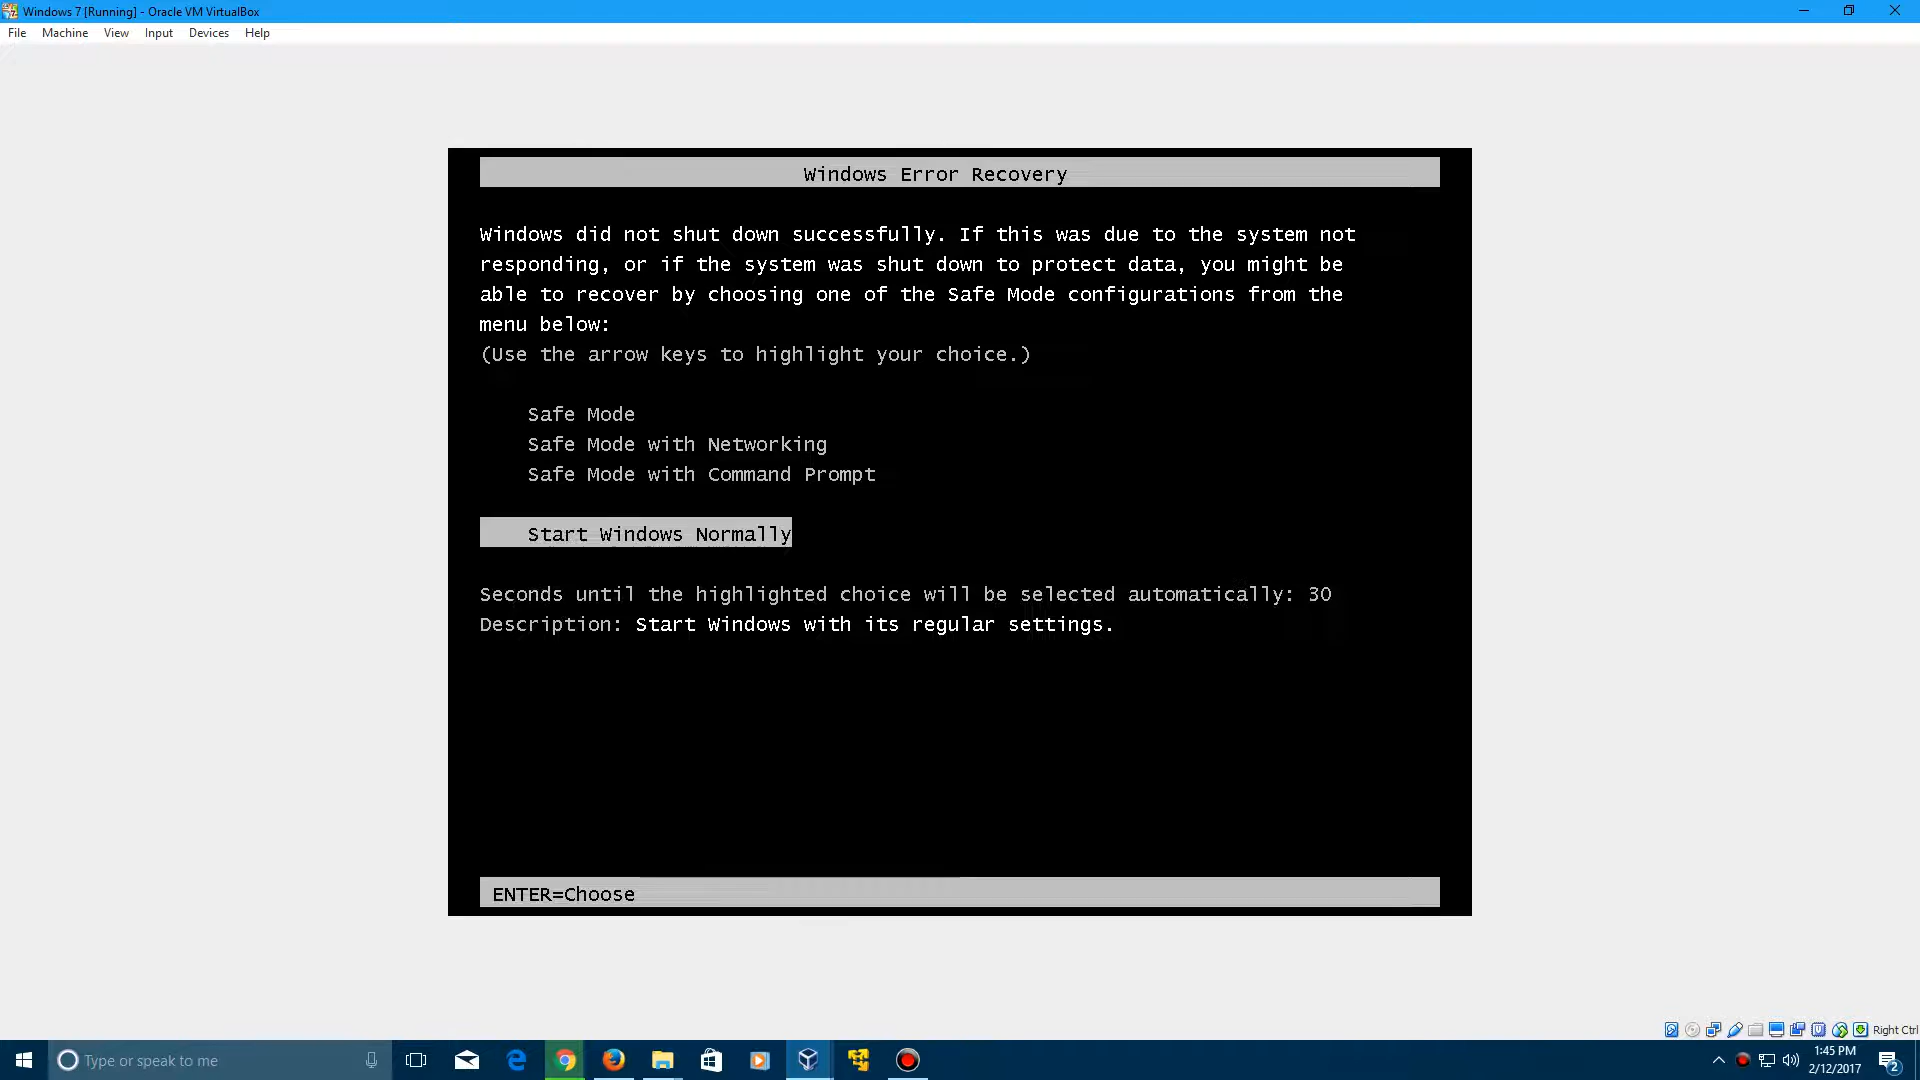 Windows 7 [Running] - Oracle VM VirtualBox
File Machine View Input Devices Help
Windows Error Recovery
Windows did not shut down successfully. If this was due to the system not
responding, or if the system was shut down to protect data, you might be
able to recover by choosing one of the Safe Mode configurations from the
menu below:
(Use the arrow keys to highlight your choice.)
Safe Mode
Safe Mode with Networking
Safe Mode with Command Prompt
Start Windows Normally
Seconds until the highlighted choice will be selected automatically: 30
Description: Start Windows with its regular settings.
ENTER=Choose
Right Ctrl
Type or speak to me
1:45 PM
2/12/2017
2